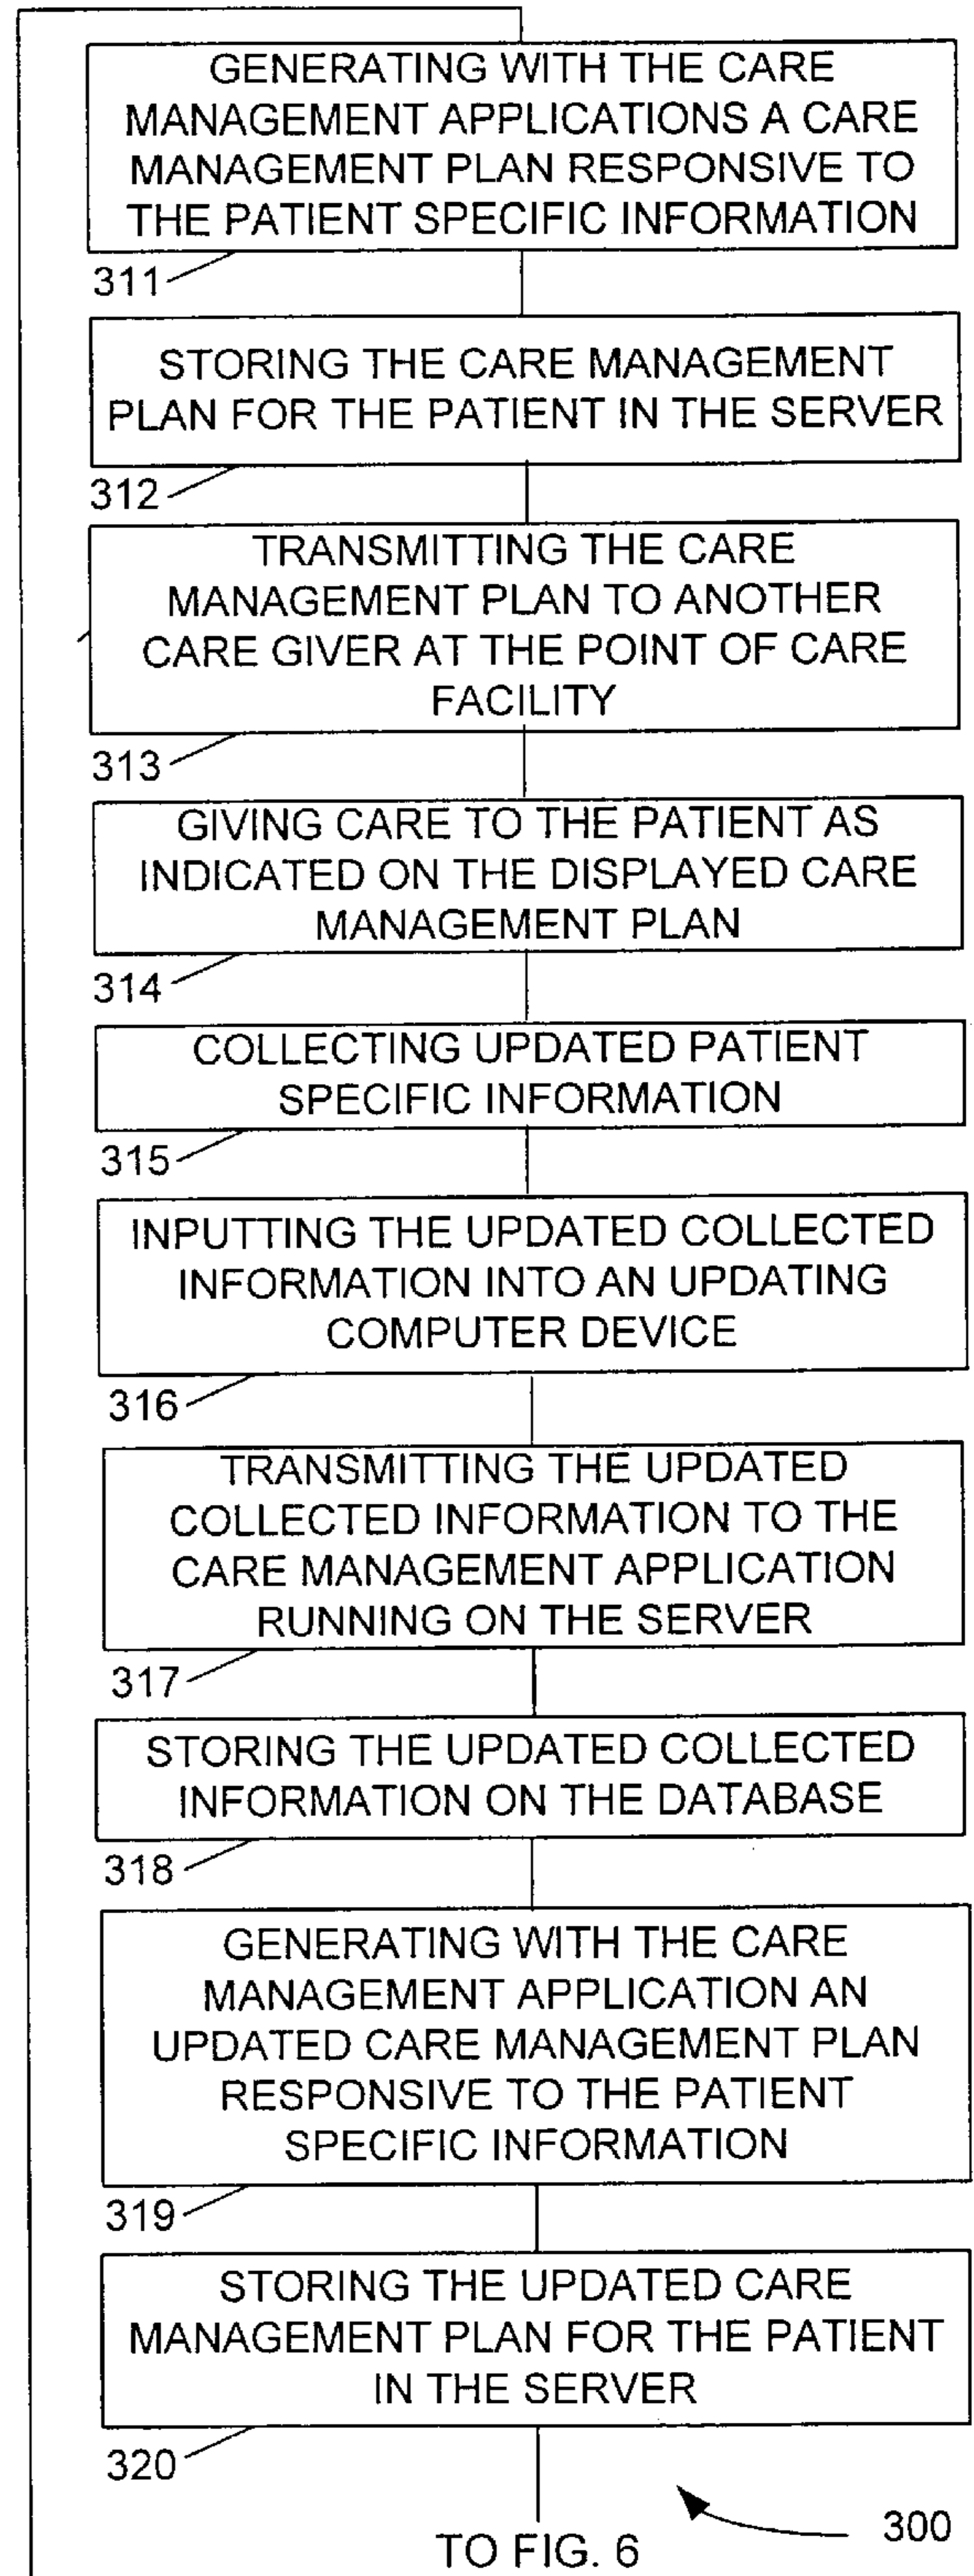 GENERATING WITH THE CARE
MANAGEMENT APPLICATIONS A CARE
MANAGEMENT PLAN RESPONSIVE TO
THE PATIENT SPECIFIC INFORMATION
311
STORING THE CARE MANAGEMENT
PLAN FOR THE PATIENT IN THE SERVER
312
TRANSMITTING THE CARE
MANAGEMENT PLAN TO ANOTHER
CARE GIVER AT THE POINT OF CARE
FACILITY
313
GIVING CARE TO THE PATIENT AS
INDICATED ON THE DISPLAYED CARE
MANAGEMENT PLAN
314
COLLECTING UPDATED PATIENT
SPECIFIC INFORMATION
315
INPUTTING THE UPDATED COLLECTED
INFORMATION INTO AN UPDATING
COMPUTER DEVICE
316
TRANSMITTING THE UPDATED
COLLECTED INFORMATION TO THE
CARE MANAGEMENT APPLICATION
RUNNING ON THE SERVER
317
STORING THE UPDATED COLLECTED
INFORMATION ON THE DATABASE
318
GENERATING WITH THE CARE
MANAGEMENT APPLICATION AN
UPDATED CARE MANAGEMENT PLAN
RESPONSIVE TO THE PATIENT
SPECIFIC INFORMATION
319
STORING THE UPDATED CARE
MANAGEMENT PLAN FOR THE PATIENT
IN THE SERVER
320
300
TO FIG. 6